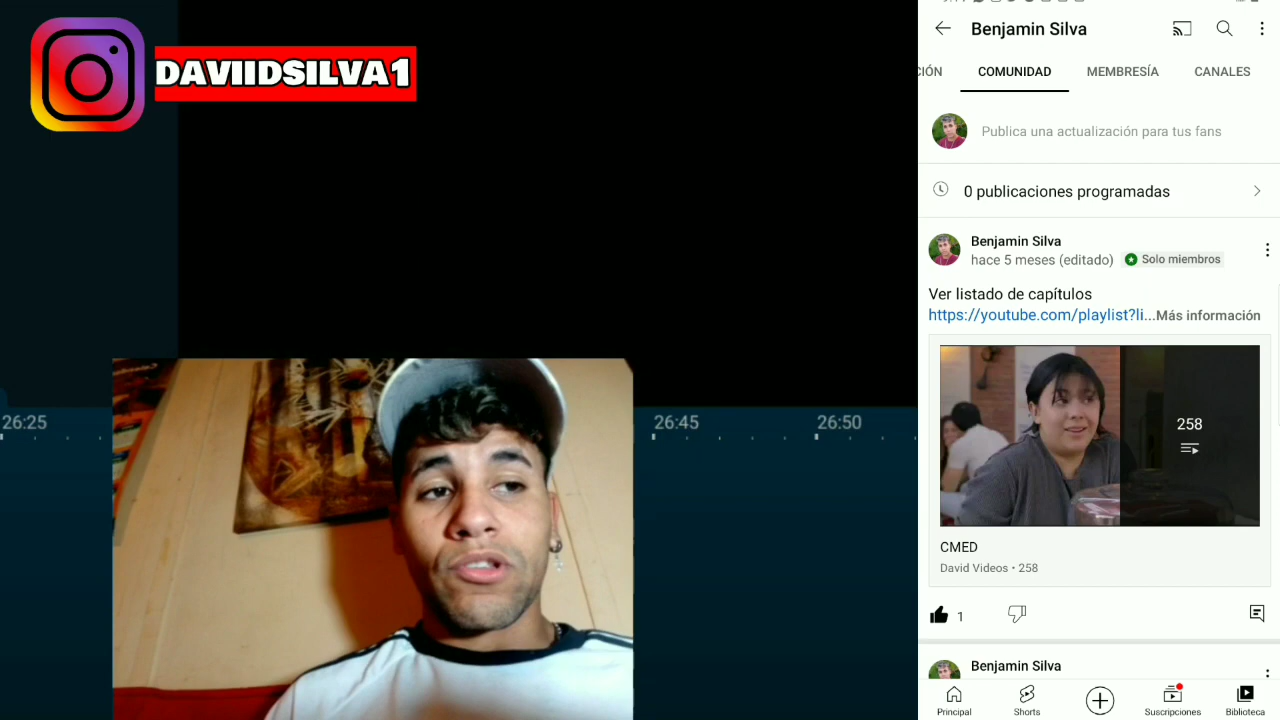 DAVIIDSILVA1
26:25
26:45
26:50
Benjamin Silva
CIÓN COMUNIDAD MEMBRESÍA CANALES
Publica una actualización para tus fans
0 publicaciones programadas
Benjamin Silva
hace 5 meses (editado) Solo miembros
Ver listado de capítulos
https://youtube.com/playlist?li...Más información
258
CMED
David Videos • 258
1
Benjamin Silva
Principal Shorts Suscripciones Biblioteca